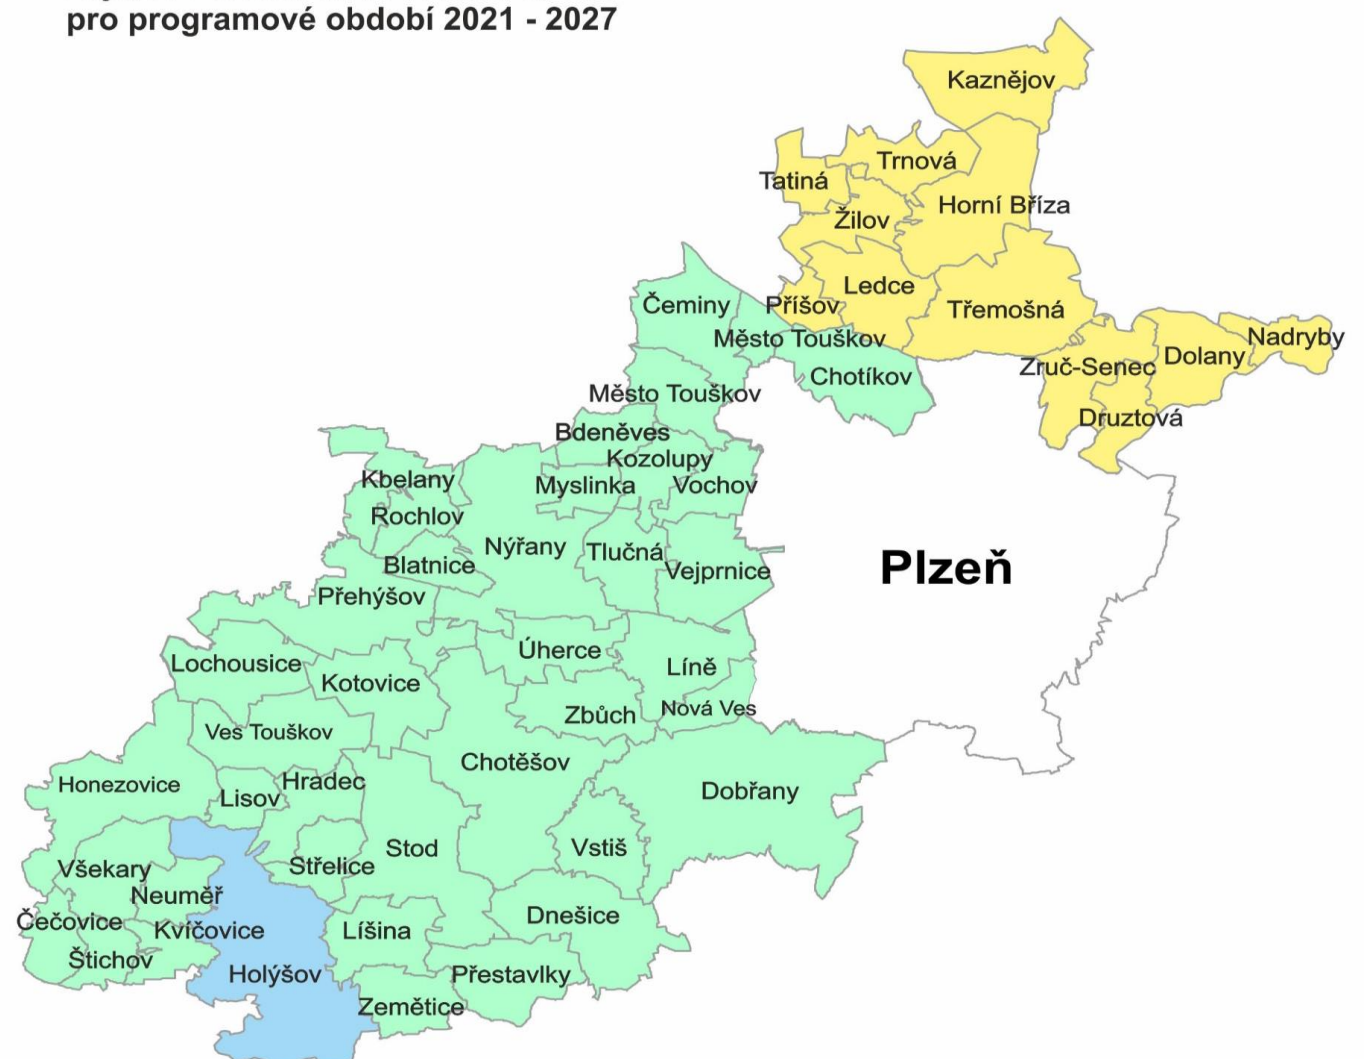 pro programové období 2021 - 2027
Kaznějov
Trnová
Tatiná
Horní Bříza
Žilov
Ledce
Čeminy
Příšov
Třemošná
Město Touškov
Nadryby
Dolany
Zruč-Senec
Chotíkov
Město Touškov
Druztová
Bdeněves
Kozolupy
Kbelany
Myslinka
Vochov
Rochlov
Nýřany
Tlučná
Blatnice
Vejprnice
Plzeň
Přehýšov
Úherce
Lochousice
Líně
Kotovice
Zbůch
Nová Ves
Ves Touškov
Chotěšov
Honezovice
Hradec
Lisov
Dobřany
Stod
Vstiš
Střelice
Všekary
Neuměř
Čečovice
Kvíčovice
Líšina
Dnešice
Štichov
Holýšov
Přestavlky
Zemětice